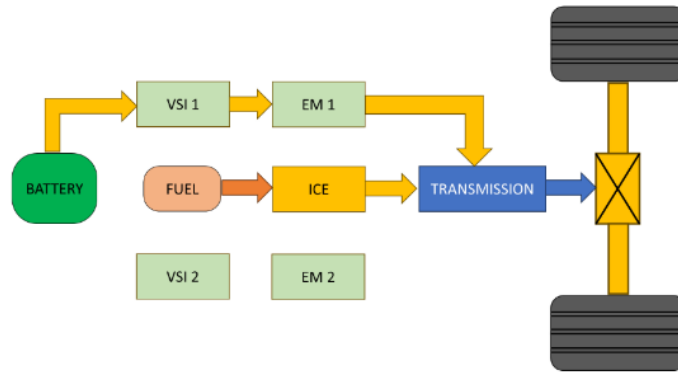 VSI 1
EM 1
BATTERY
FUEL
ICE
TRANSMISSION
VSI 2
EM 2